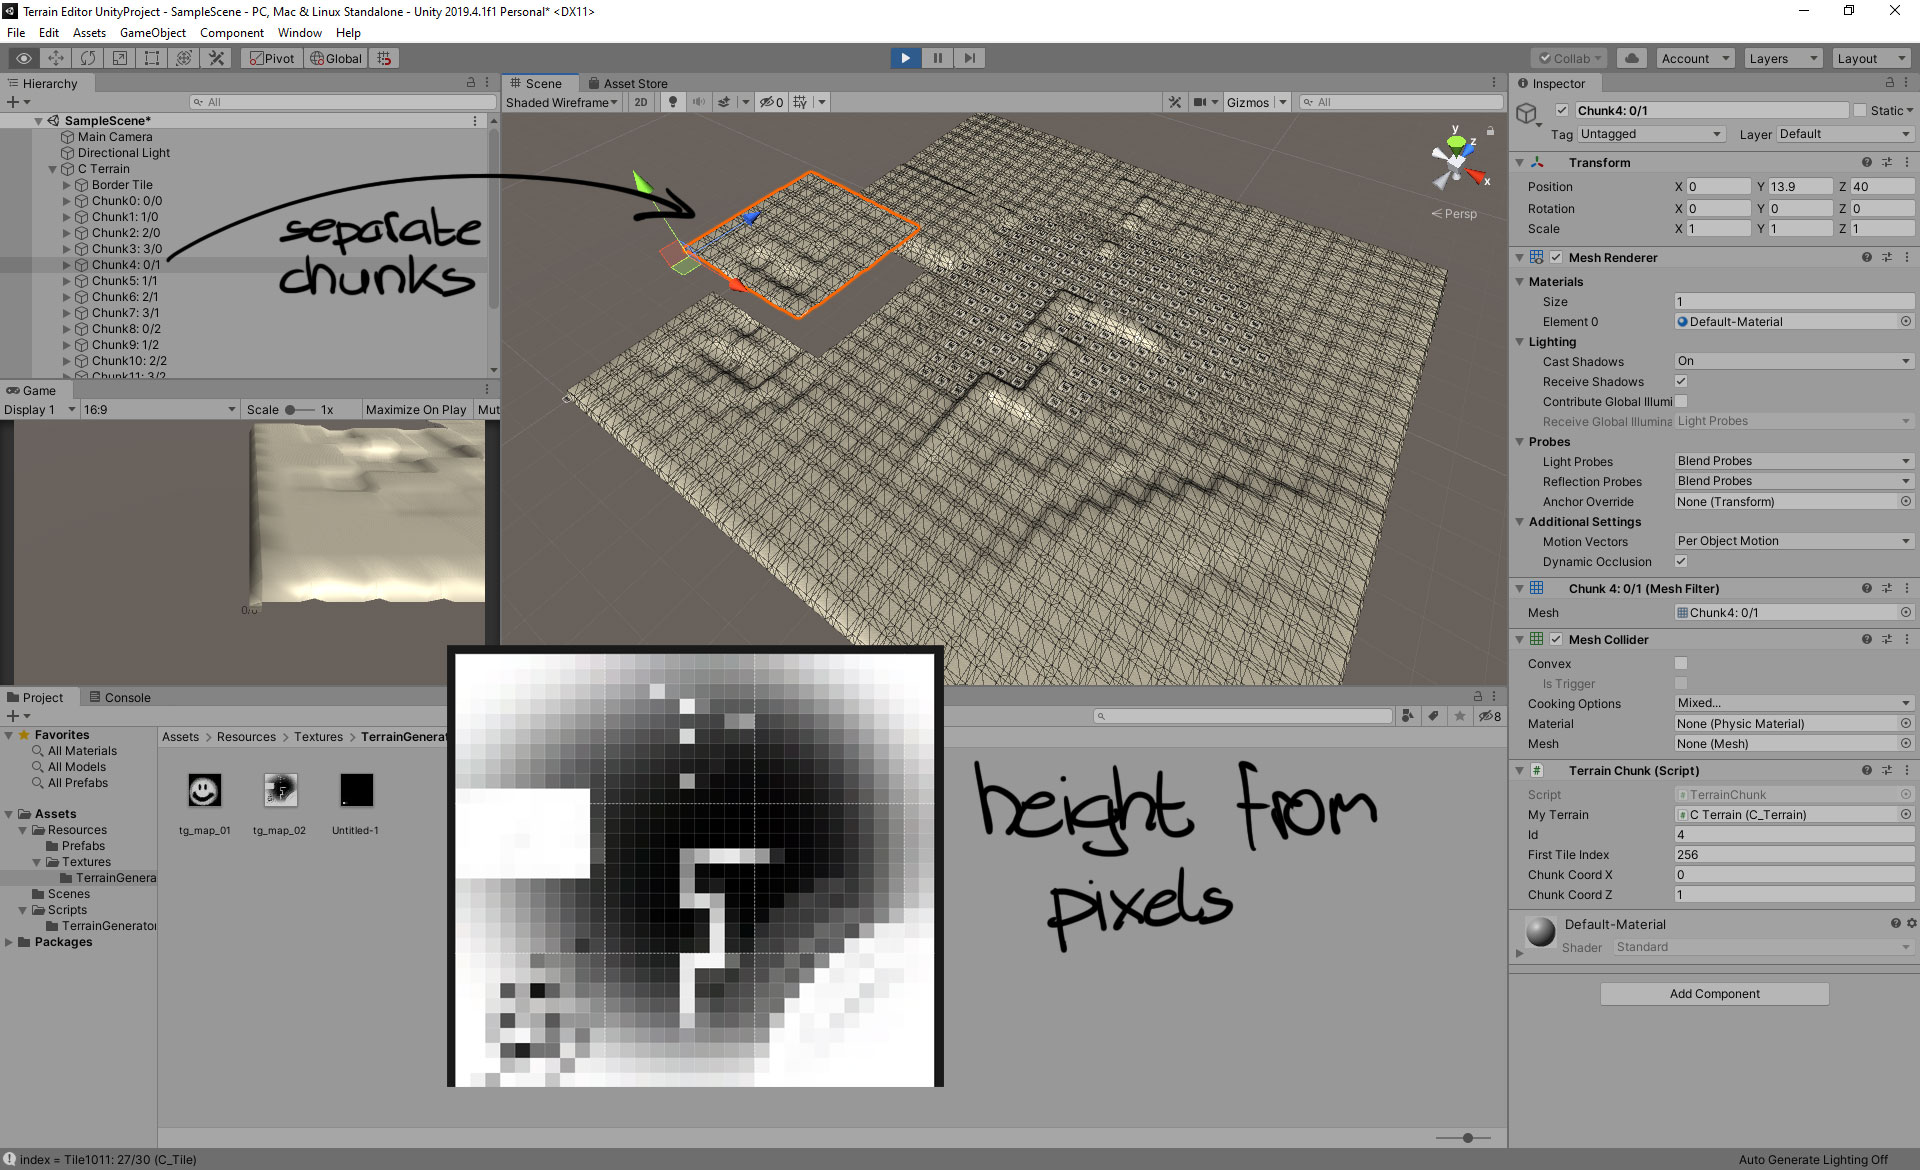 Terrain Editor UnityProject - SampleScene - PC, Mac & Linux Standalone - Unity 2019.4.1f1 Personal* <DX11>
File Edit Assets GameObject Component Window Help
Pivot Global
Collab Account Layers Layout
Hierarchy
All
SampleScene*
Main Camera
Directional Light
C Terrain
Border Tile
Chunk0: 0/0
Chunk1: 1/0
Chunk2: 2/0
Chunk3: 3/0
Chunk4: 0/1
Chunk5: 1/1
Chunk6: 2/1
Chunk7: 3/1
Chunk8: 0/2
Chunk9: 1/2
Chunk10: 2/2
Chunk11: 3/2
separate
chunks
Game
Display 1 16:9 Scale 1x Maximize On Play Mut
0/0
Scene Asset Store
Shaded Wireframe 2D 0 Gizmos All
y
z
x
Persp
Project Console
8
Favorites
All Materials
All Models
All Prefabs
Assets
Resources
Prefabs
Textures
TerrainGenera
Scenes
Scripts
TerrainGenerator
Packages
Assets > Resources > Textures > TerrainGenerat
tg_map_01 tg_map_02 Untitled-1
height from
pixels
Inspector
Chunk4: 0/1 Static
Tag Untagged Layer Default
Transform
Position X 0 Y 13.9 Z 40
Rotation X 0 Y 0 Z 0
Scale X 1 Y 1 Z 1
Mesh Renderer
Materials
Size 1
Element 0 Default-Material
Lighting
Cast Shadows On
Receive Shadows
Contribute Global Illumi
Receive Global Illumina Light Probes
Probes
Light Probes Blend Probes
Reflection Probes Blend Probes
Anchor Override None (Transform)
Additional Settings
Motion Vectors Per Object Motion
Dynamic Occlusion
Chunk 4: 0/1 (Mesh Filter)
Mesh Chunk4: 0/1
Mesh Collider
Convex
Is Trigger
Cooking Options Mixed...
Material None (Physic Material)
Mesh None (Mesh)
Terrain Chunk (Script)
Script TerrainChunk
My Terrain C Terrain (C_Terrain)
Id 4
First Tile Index 256
Chunk Coord X 0
Chunk Coord Z 1
Default-Material
Shader Standard
Add Component
index = Tile1011: 27/30 (C_Tile)
Auto Generate Lighting Off